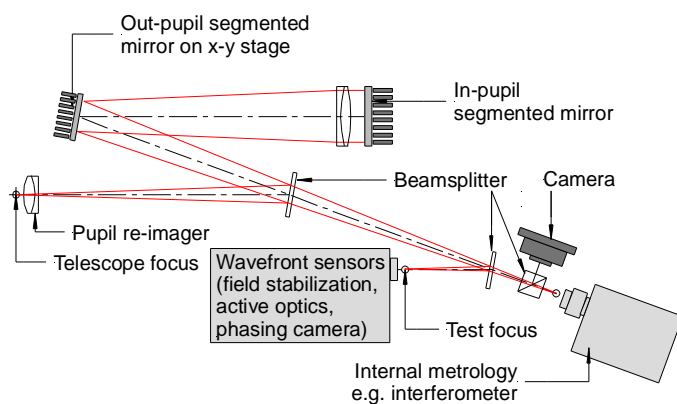 Out-pupil segmented
mirror on x-y stage
In-pupil
segmented mirror
Beamsplitter
Camera
Pupil re-imager
Telescope focus
Wavefront sensors
(field stabilization,
active optics,
phasing camera)
Test focus
Internal metrology
e.g. interferometer